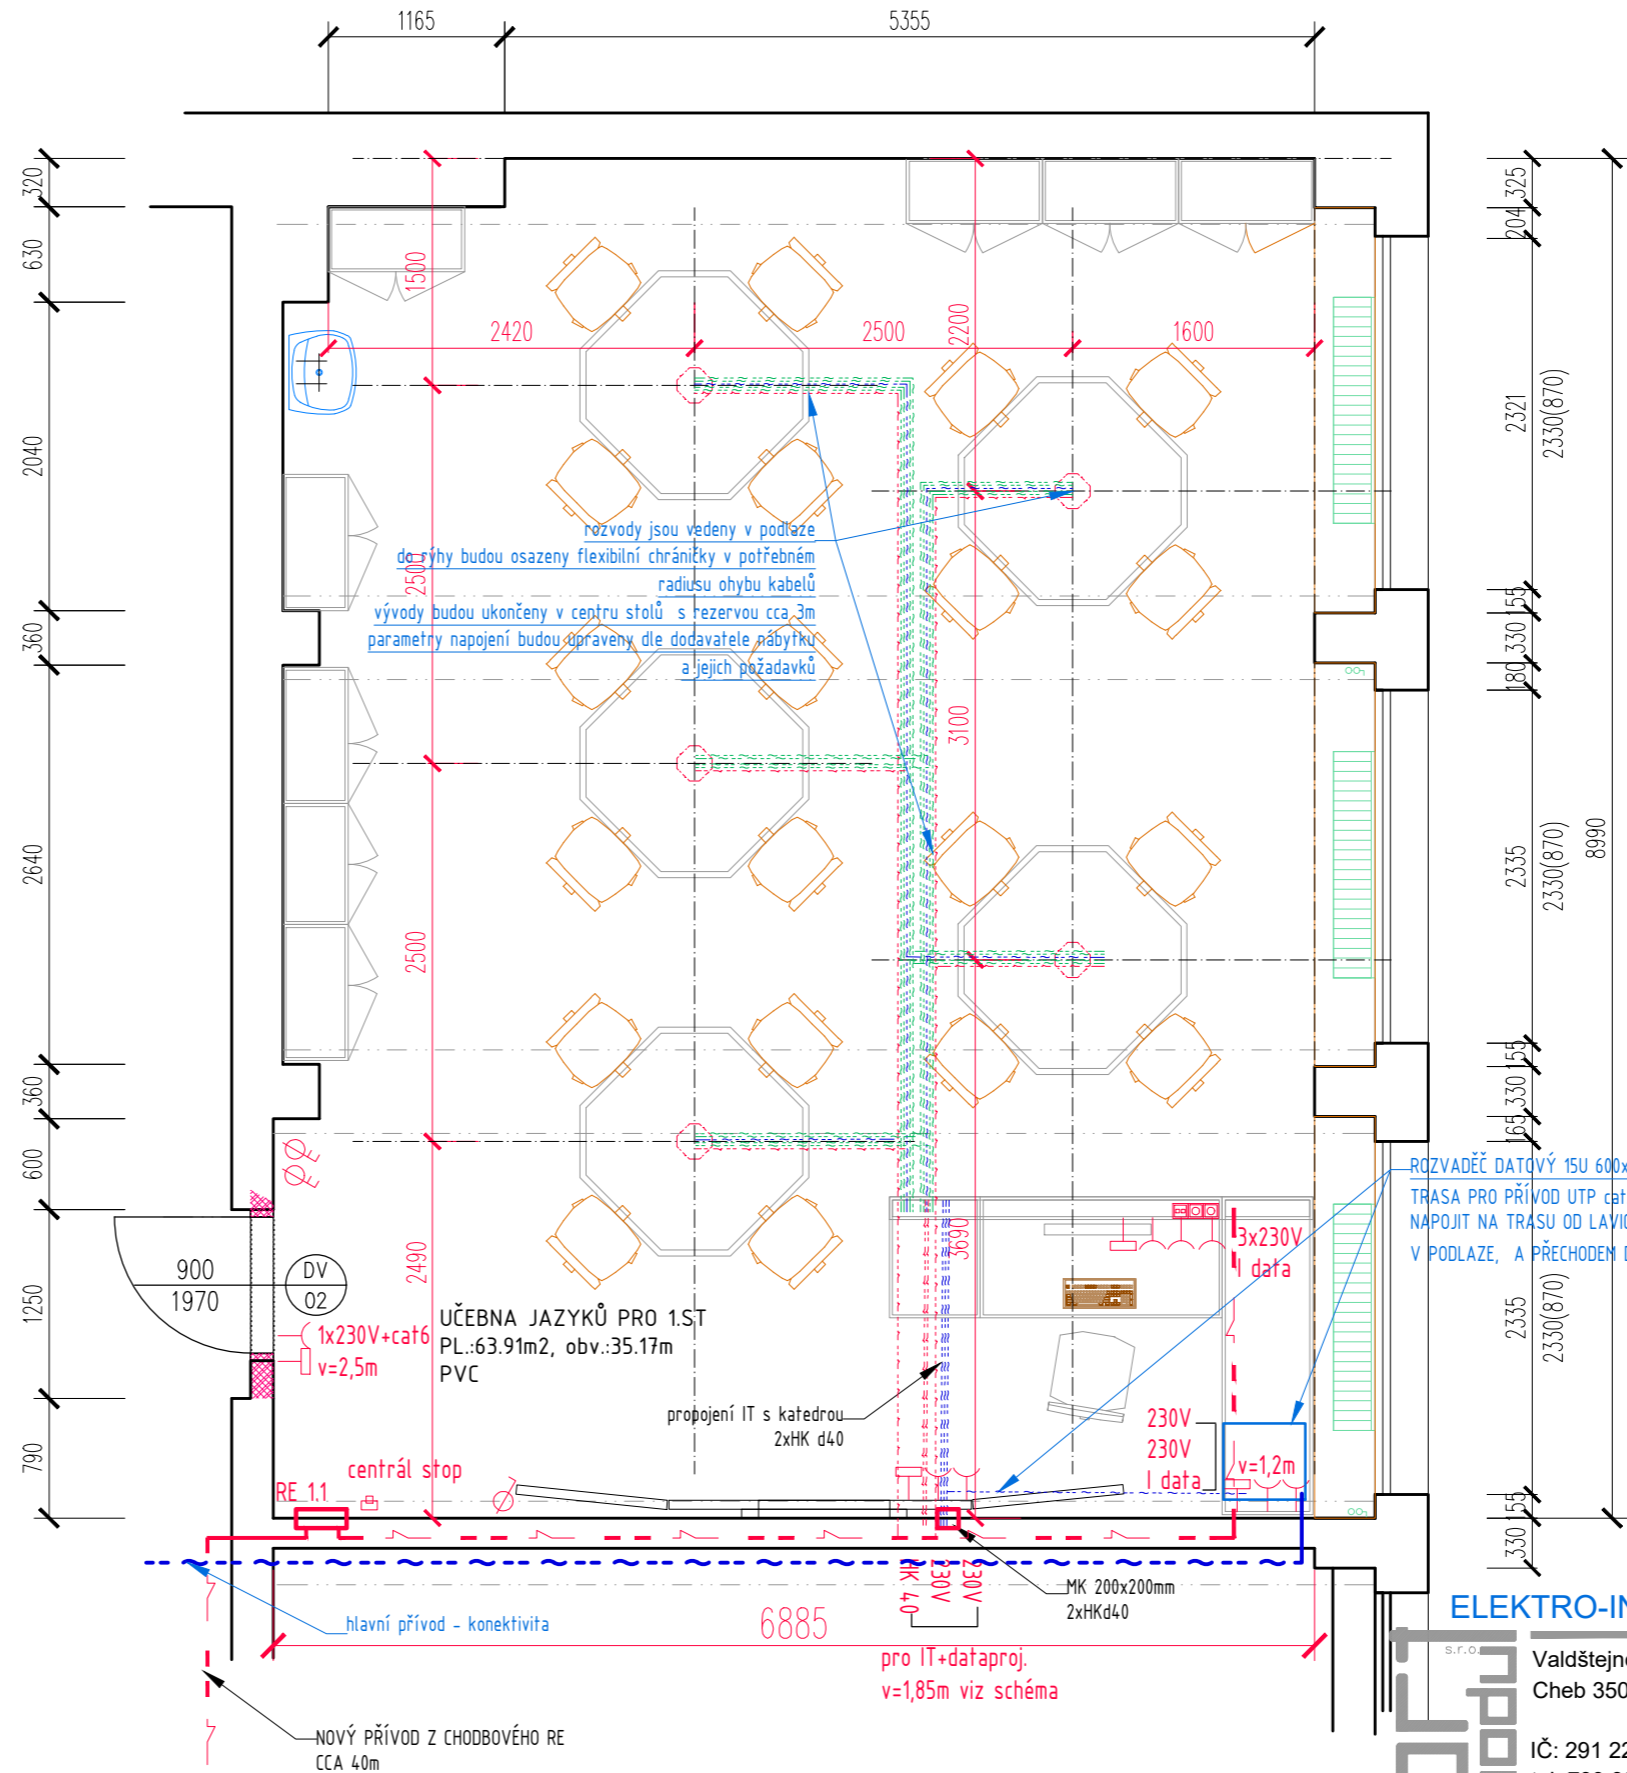 1165
5355
320
630
2040
360
2640
360
600
1250
790
1500
2500
2500
2490
2420
2500
1600
2200
3100
3690
325
204
2321
2330(870)
155
330
180
2335
2330(870)
8990
155
330
165
2335
2330(870)
155
330
rozvody jsou vedeny v podlaze
do rýhy budou osazeny flexibilní chráničky v potřebném
radiusu ohybu kabelů
vývody budou ukončeny v centru stolů s rezervou cca 3m
parametry napojení budou upraveny dle dodavatele nábytku
a jejich požadavků
ROZVADĚČ DATOVÝ 15U 600x
TRASA PRO PŘÍVOD UTP cat
NAPOJIT NA TRASU OD LAVIC
V PODLAZE, A PŘECHODEM D
3x230V
1 data
900
1970
DV
02
1x230V+cat6
v=2,5m
UČEBNA JAZYKŮ PRO 1.ST
PL.:63.91m2, obv.:35.17m
PVC
propojení IT s katedrou
2xHK d40
230V
230V
1 data
v=1,2m
centrál stop
RE 1.1
HK 40
230V
230V
MK 200x200mm
2xHKd40
hlavní přívod - konektivita
6885
pro IT+dataproj.
v=1,85m viz schéma
NOVÝ PŘÍVOD Z CHODBOVÉHO RE
CCA 40m
ELEKTRO-IN
s.r.o.
Valdštejno
Cheb 350
IČ: 291 22